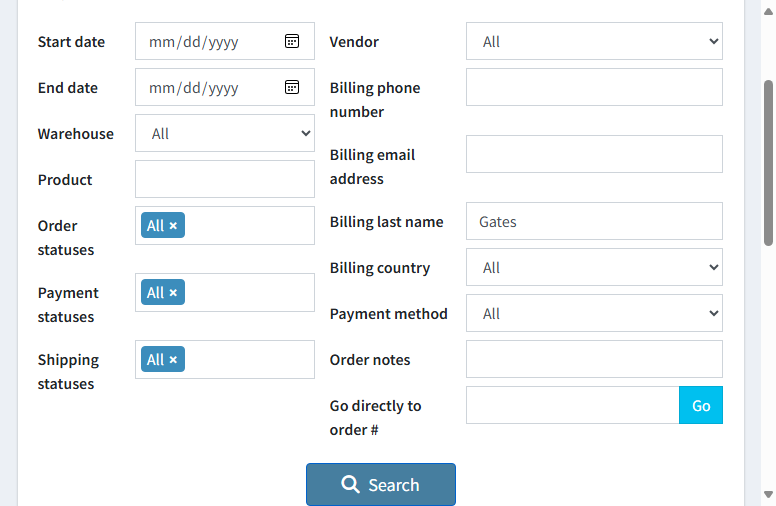 Start date
mm/dd/yyyy
End date
mm/dd/yyyy
Warehouse
All
Product
Order
statuses
All ×
Payment
statuses
All ×
Shipping
statuses
All ×
Vendor
All
Billing phone
number
Billing email
address
Billing last name
Gates
Billing country
All
Payment method
All
Order notes
Go directly to
order #
Go
Search